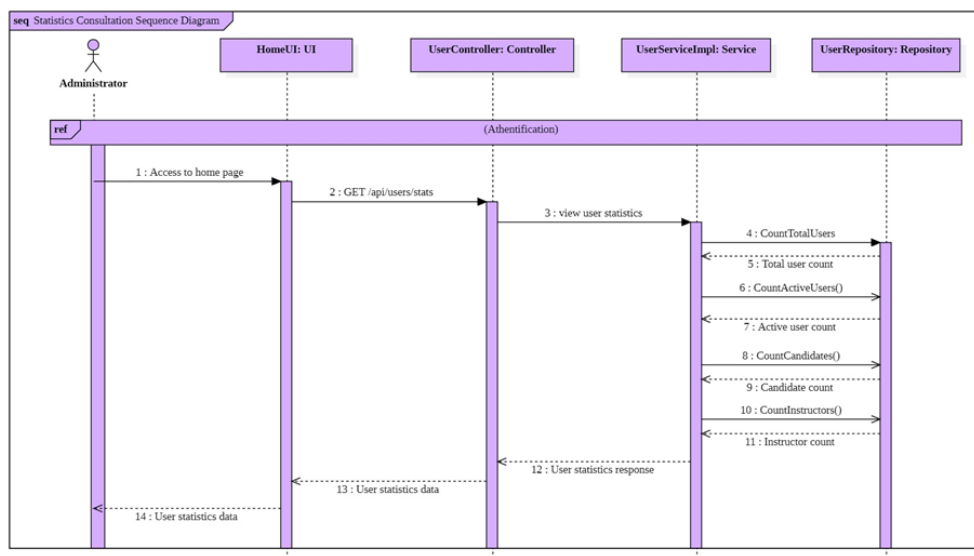 seq Statistics Consultation Sequence Diagram
Administrator
HomeUI: UI
UserController: Controller
UserServiceImpl: Service
UserRepository: Repository
ref
(Athentification)
1 : Access to home page
2 : GET /api/users/stats
3 : view user statistics
4 : CountTotalUsers
5 : Total user count
6 : CountActiveUsers()
7 : Active user count
8 : CountCandidates()
9 : Candidate count
10 : CountInstructors()
11 : Instructor count
12 : User statistics response
13 : User statistics data
14 : User statistics data